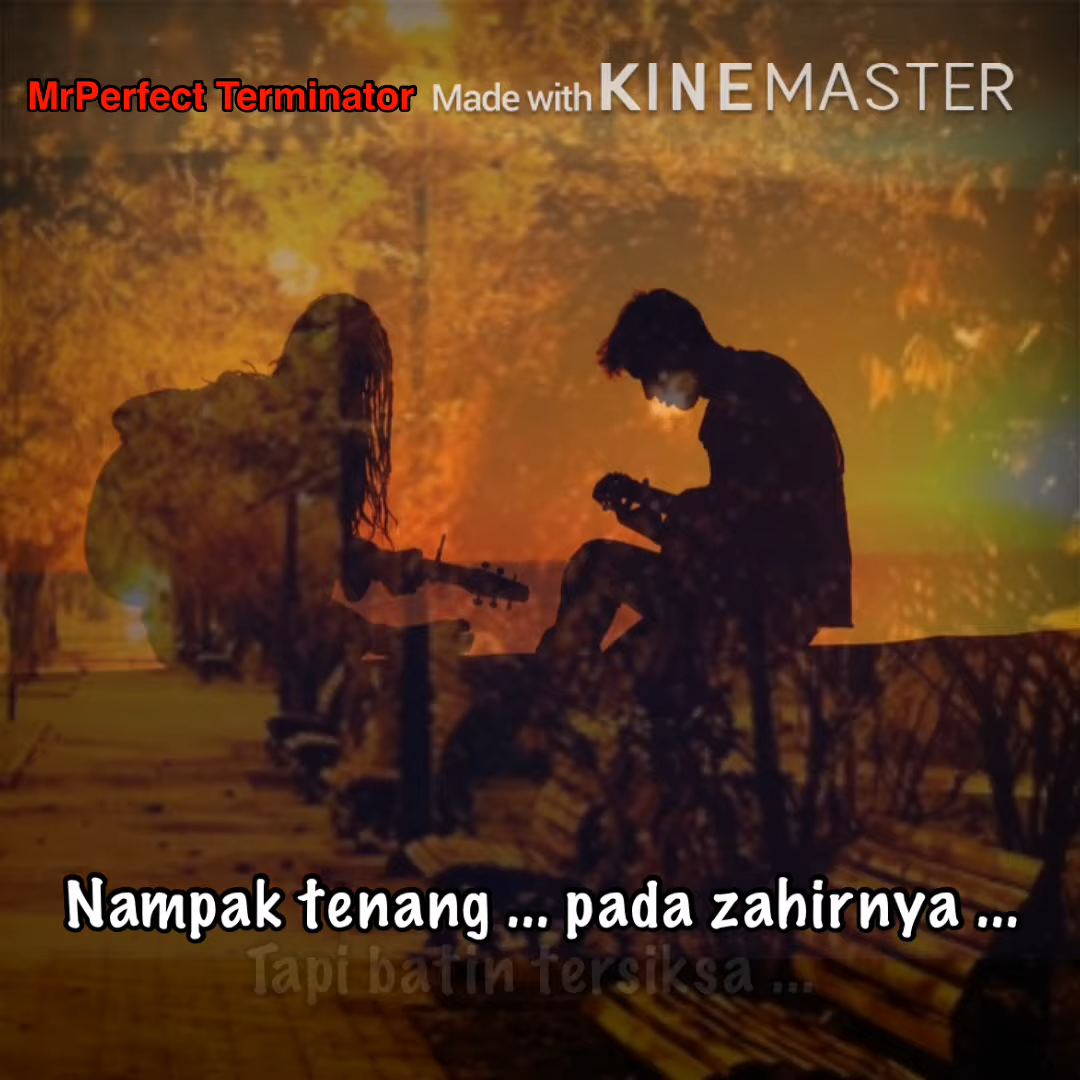 MrPerfect Terminator Made with KINEMASTER
Nampak tenang ... pada zahirnya ...
Tapi batin tersiksa ...